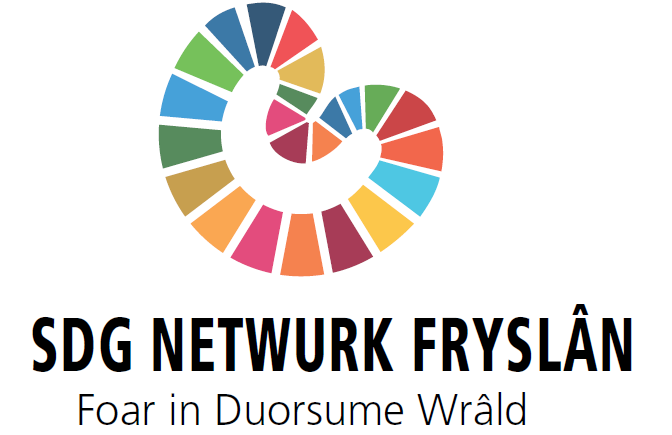 SDG NETWURK FRYSLÂN
Foar in Duorsume Wrâld